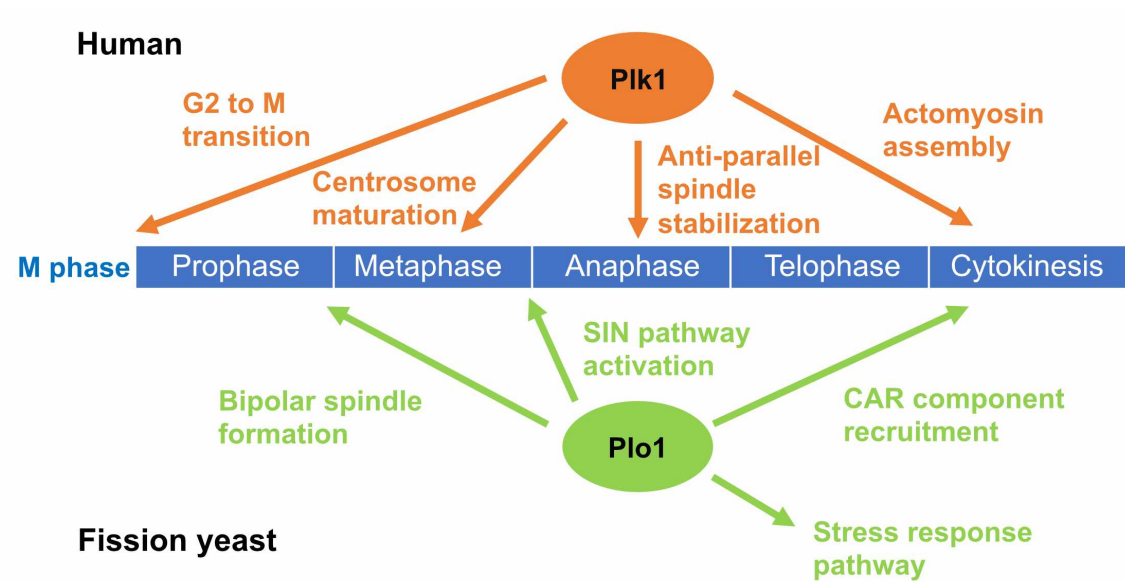 Human
Plk1
G2 to M
transition
Actomyosin
assembly
Centrosome
maturation
Anti-parallel
spindle
stabilization
M phase
Prophase
Metaphase
Anaphase
Telophase
Cytokinesis
SIN pathway
activation
Bipolar spindle
formation
CAR component
recruitment
Plo1
Stress response
pathway
Fission yeast